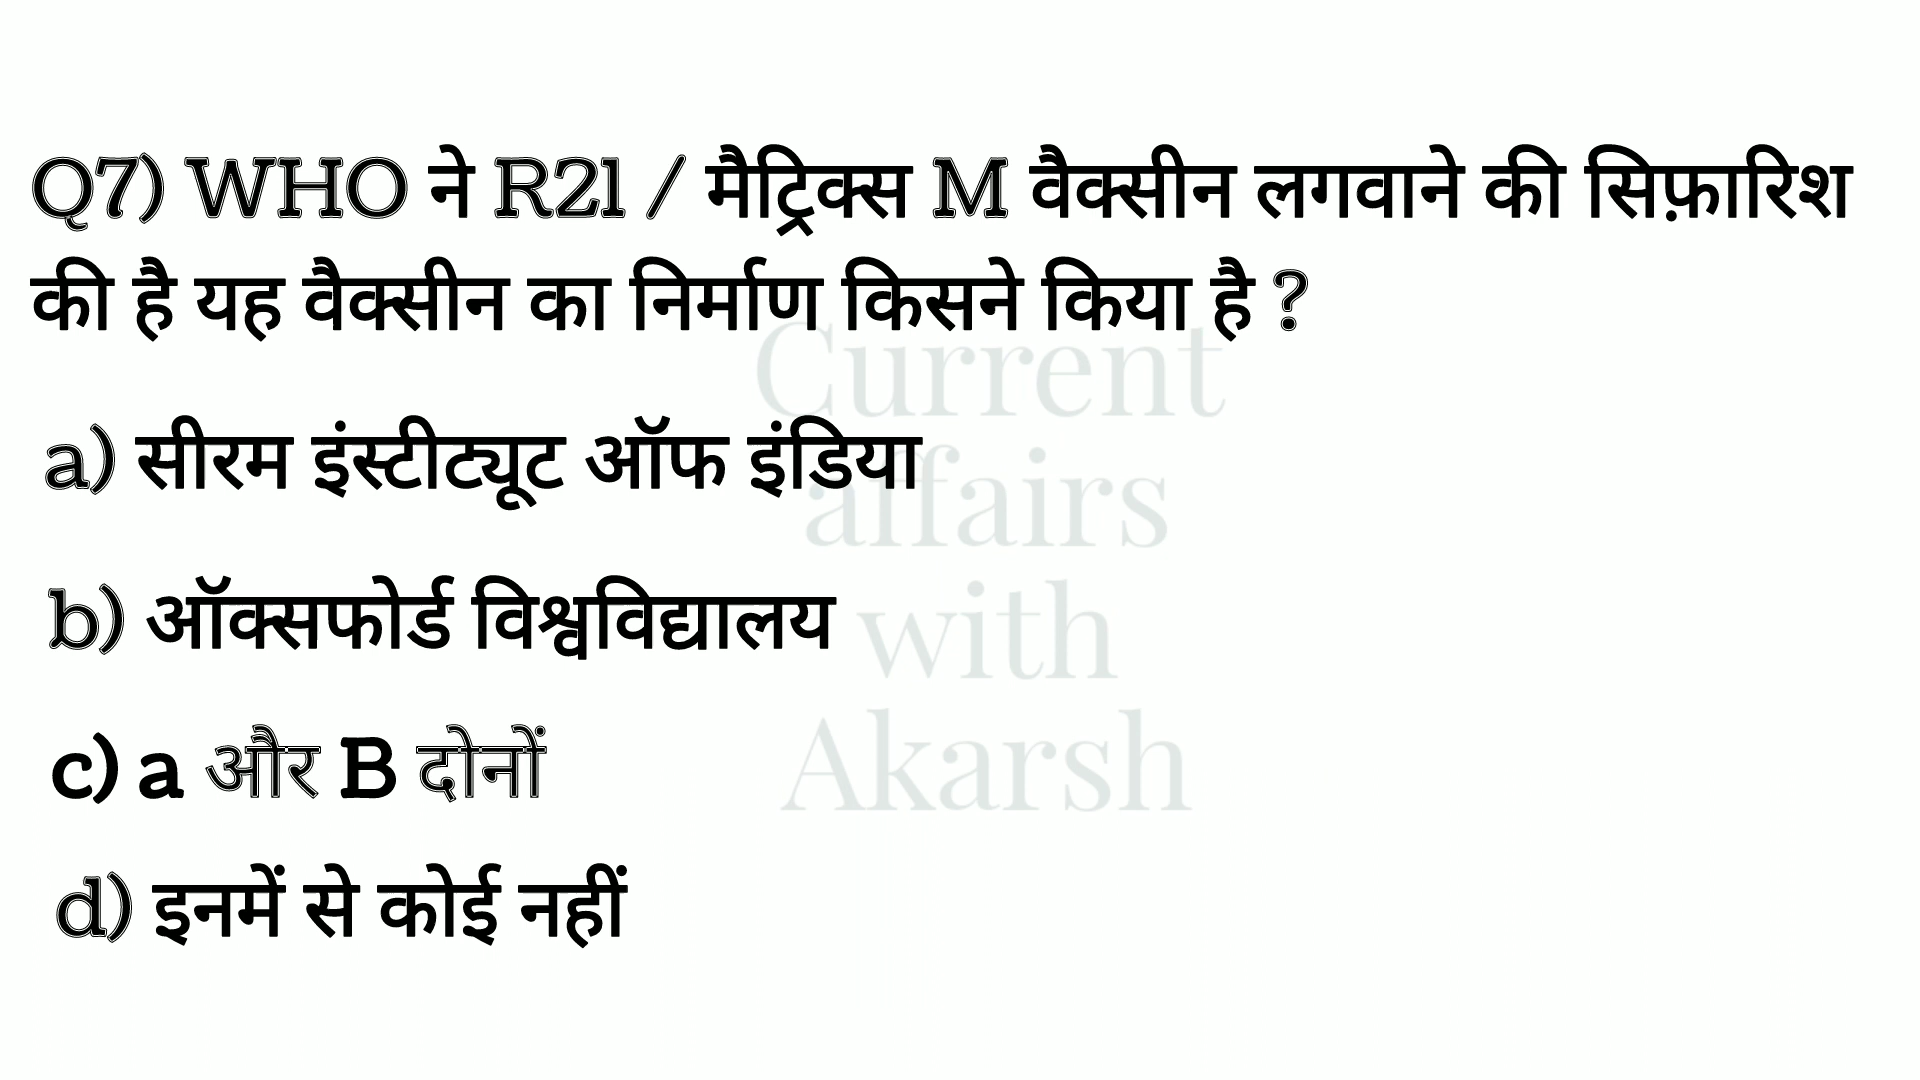 Q7) WHO ने R21 / मैट्रिक्स M वैक्सीन लगवाने की सिफ़ारिश
की है यह वैक्सीन का निर्माण किसने किया है ?
a) सीरम इंस्टीट्यूट ऑफ इंडिया
b) ऑक्सफोर्ड विश्वविद्यालय
c) a और B दोनों
d) इनमें से कोई नहीं
Current
affairs
with
Akarsh